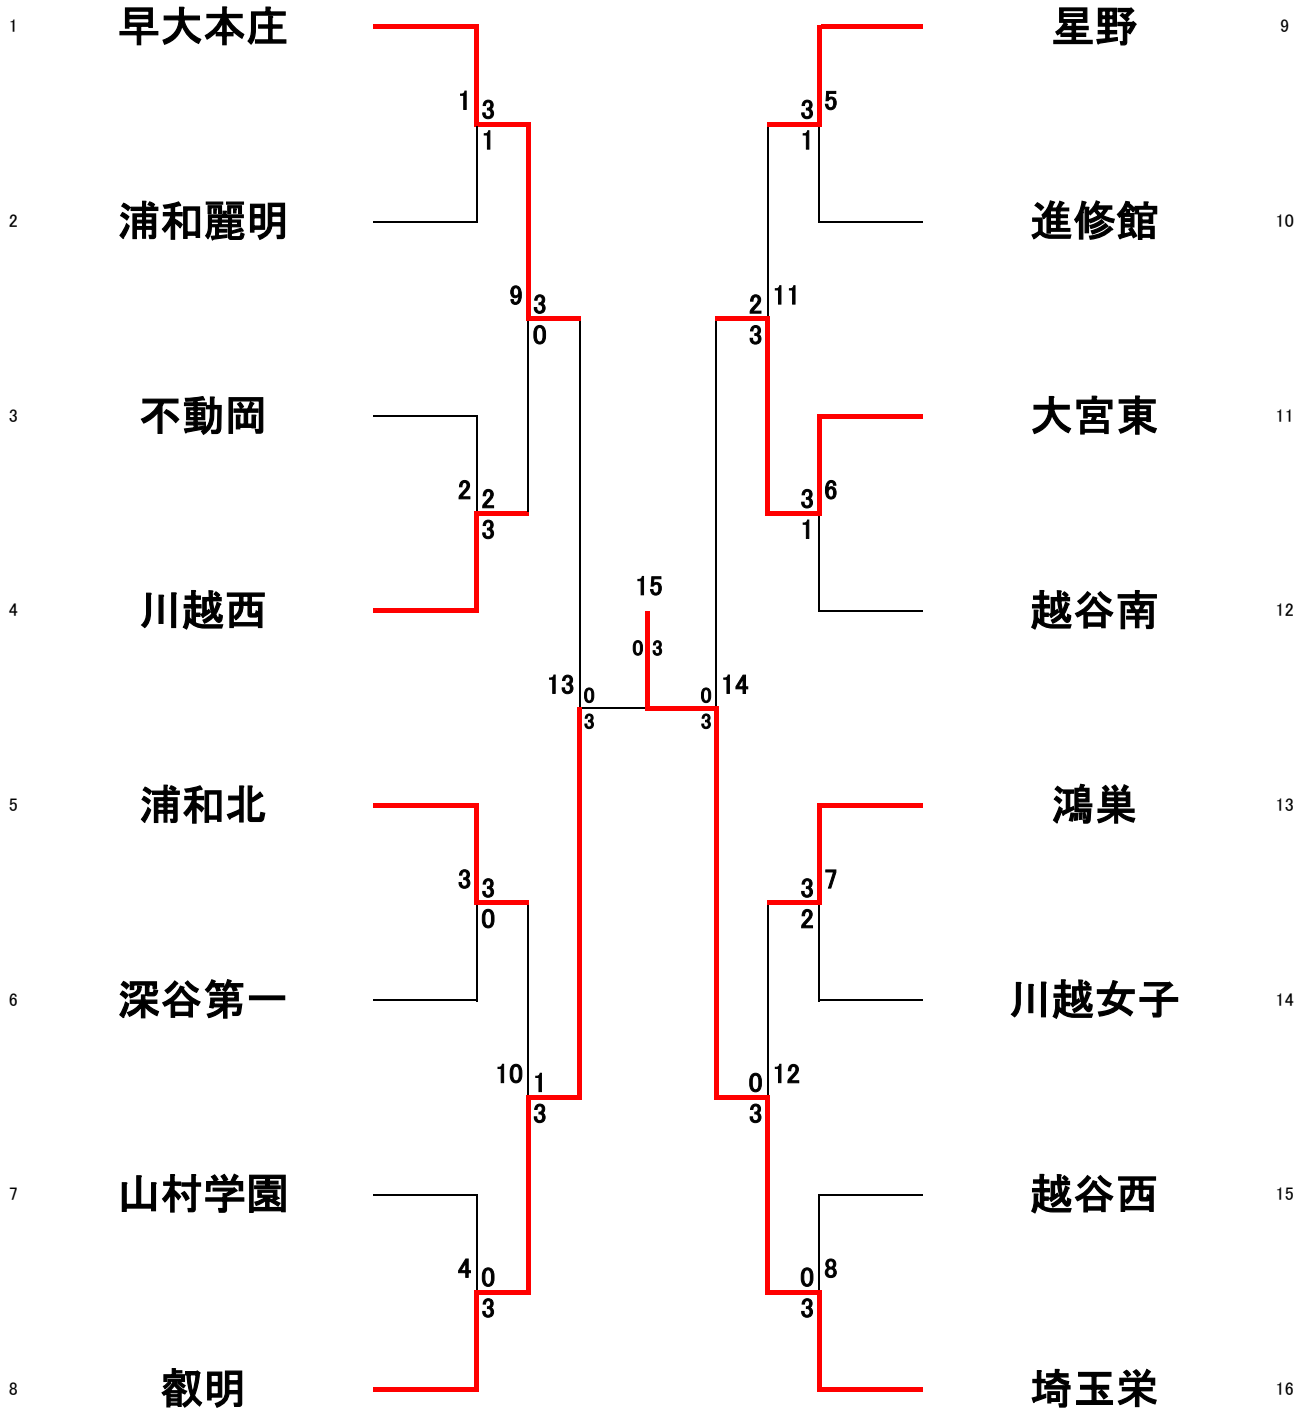 1 早大本庄 星野 9
1 3 3 5
1 1
2 浦和麗明 進修館 10
9 3 2 11
0 3
3 不動岡 大宮東 11
2 2 3 6
3 1
15
4 川越西 越谷南 12
0 3
13 0 0 14
3 3
5 浦和北 鴻巣 13
3 3 3 7
0 2
6 深谷第一 川越女子 14
10 1 0 12
3 3
7 山村学園 越谷西 15
4 0 0 8
3 3
8 叡明 埼玉栄 16